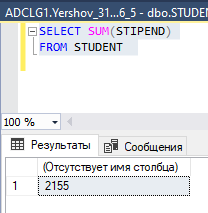 ADCLG1.Yershov_31...6_5 - dbo.STUDEN
SELECT SUM(STIPEND)
FROM STUDENT
100 %
Результаты Сообщения
(Отсутствует имя столбца)
1 2155